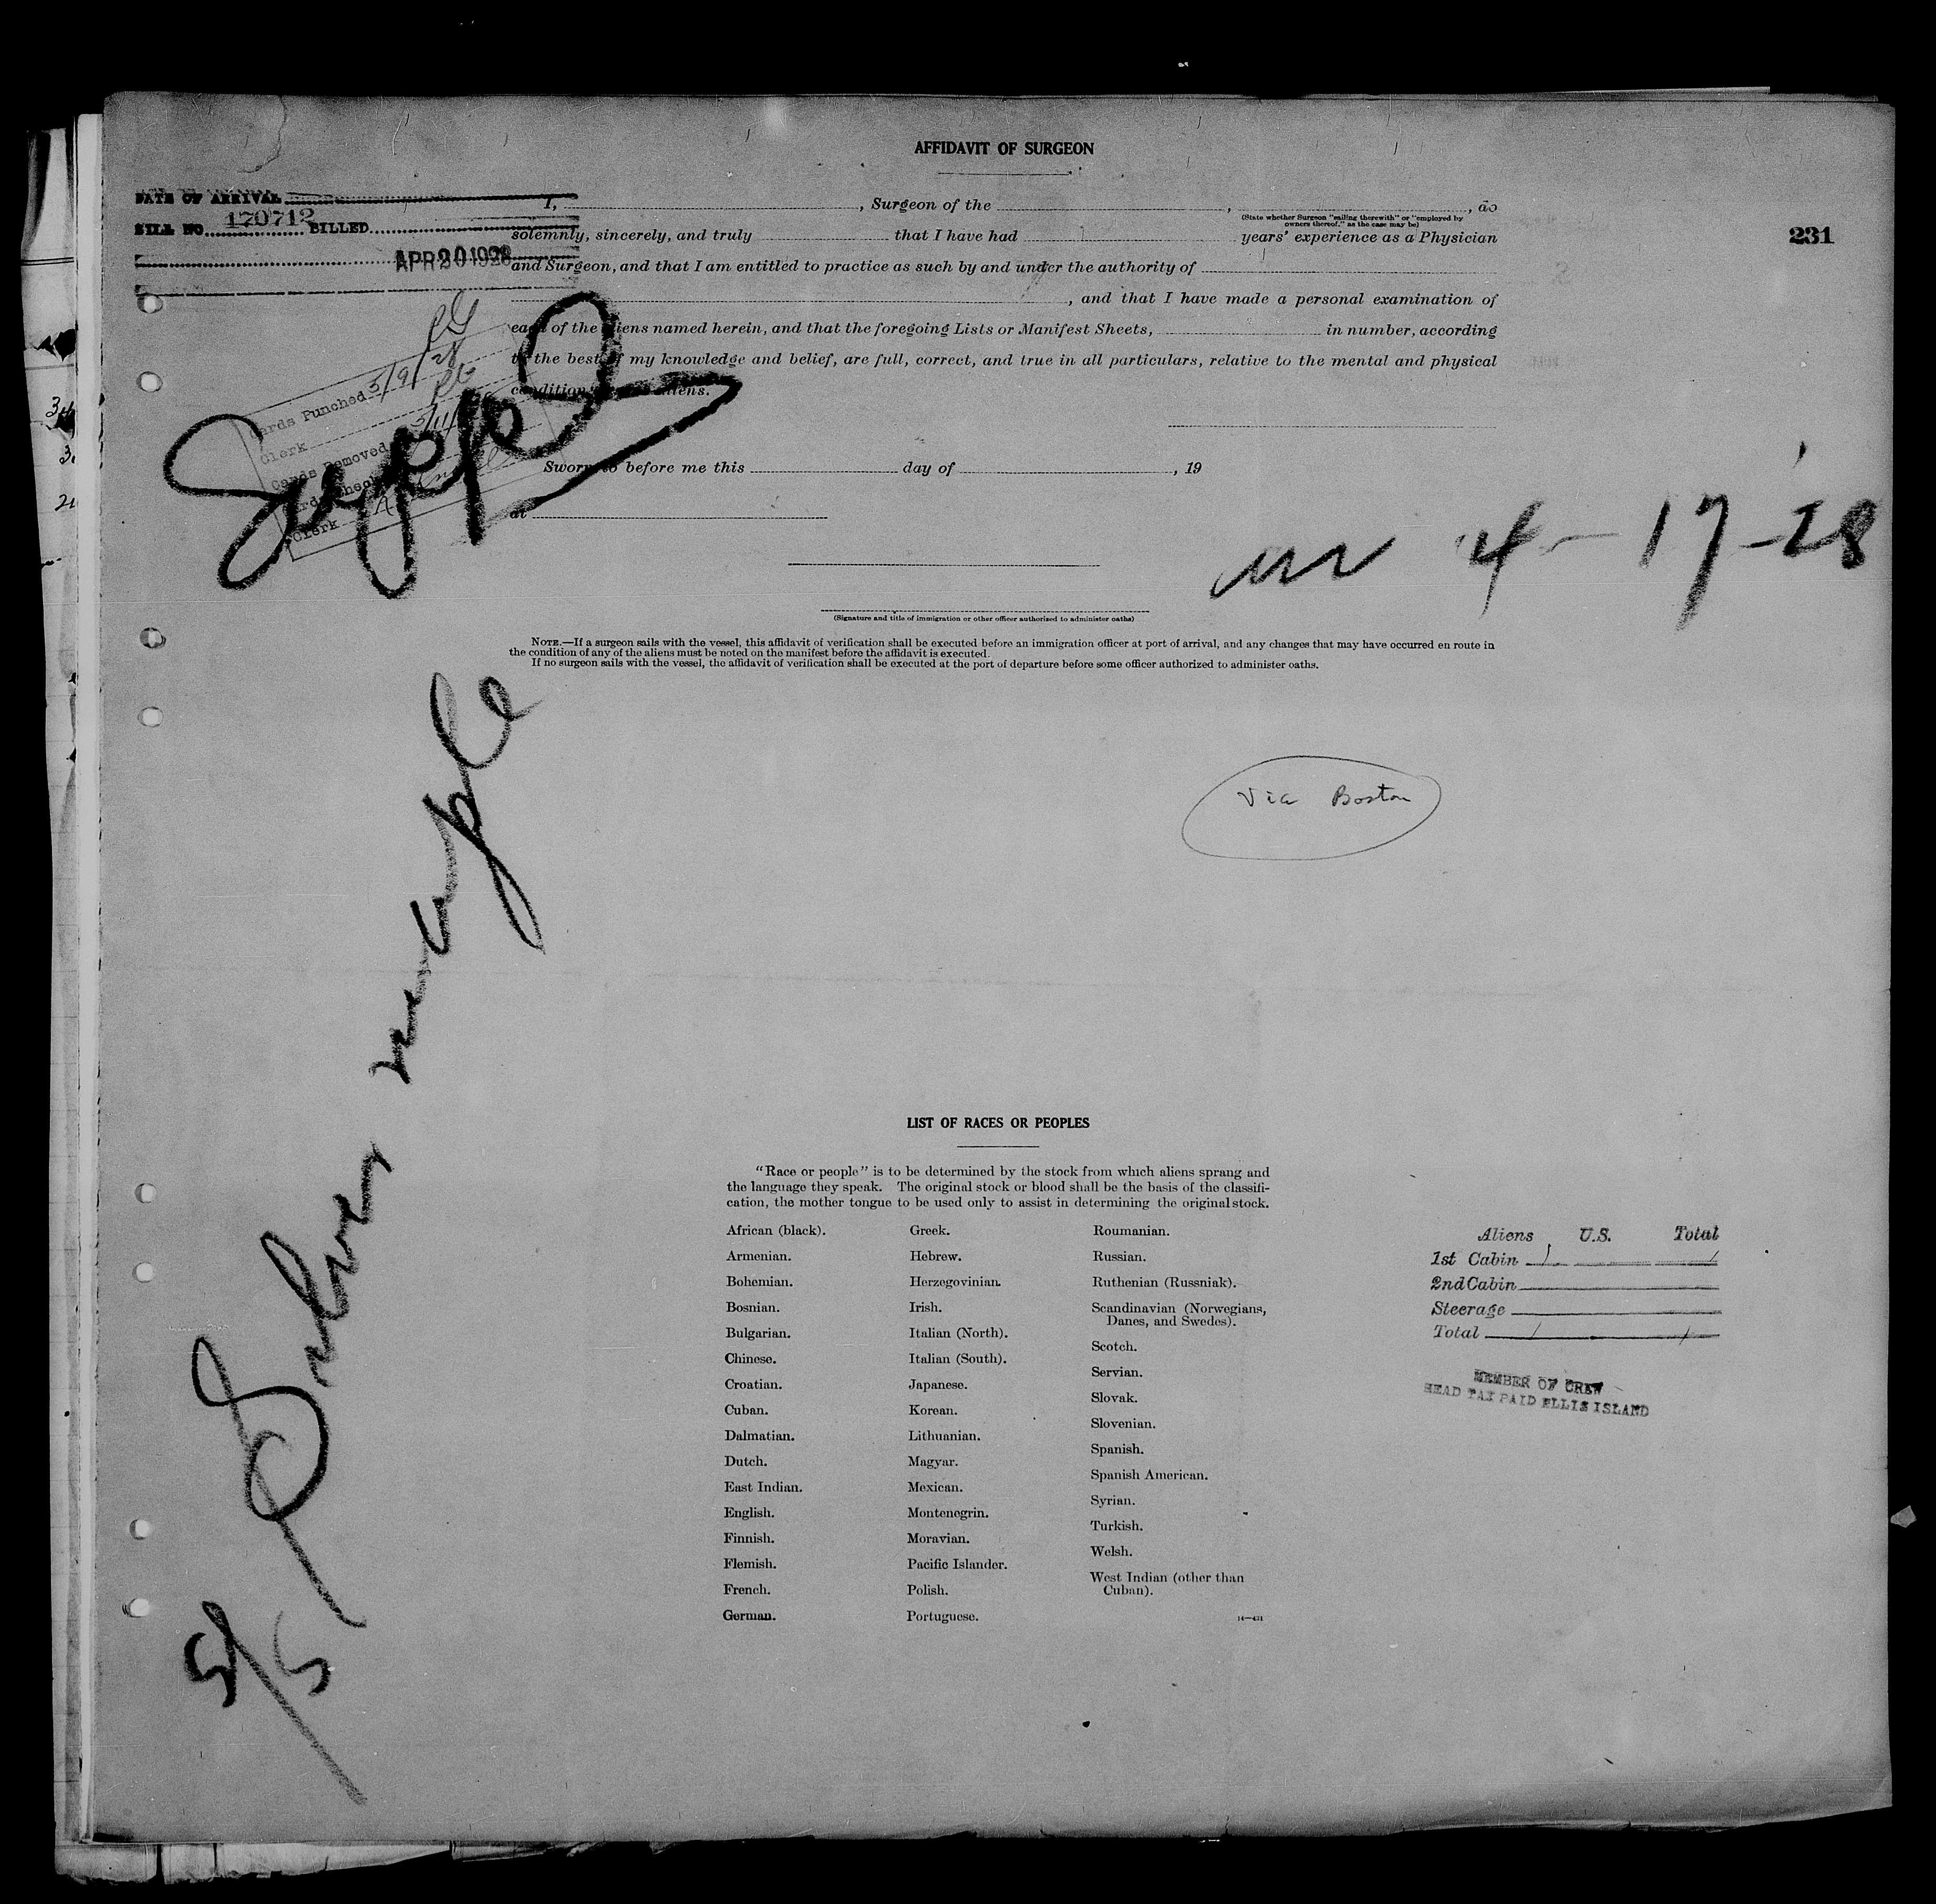 AFFIDAVIT OF SURGEON
DATE OF ARRIVAL
BILL NO. 170712 BILLED
APR 20 1928
231
I, , Surgeon of the , , do
(State whether Surgeon "sailing therewith" or "employed by owners thereof," as the case may be)
solemnly, sincerely, and truly that I have had years' experience as a Physician
and Surgeon, and that I am entitled to practice as such by and under the authority of
, and that I have made a personal examination of
each of the aliens named herein, and that the foregoing Lists or Manifest Sheets, in number, according
to the best of my knowledge and belief, are full, correct, and true in all particulars, relative to the mental and physical
condition aliens.
Cards Punched 5/9/28
Clerk
Cards Removed 5/11
Clerk
Supp
Sworn to before me this day of , 19
at
4-17-28
(Signature and title of immigration or other officer authorized to administer oaths)
NOTE.—If a surgeon sails with the vessel, this affidavit of verification shall be executed before an immigration officer at port of arrival, and any changes that may have occurred en route in
the condition of any of the aliens must be noted on the manifest before the affidavit is executed.
If no surgeon sails with the vessel, the affidavit of verification shall be executed at the port of departure before some officer authorized to administer oaths.
Via Boston
S/S Silver maple
LIST OF RACES OR PEOPLES
"Race or people" is to be determined by the stock from which aliens sprang and
the language they speak. The original stock or blood shall be the basis of the classifi-
cation, the mother tongue to be used only to assist in determining the original stock.
African (black).
Armenian.
Bohemian.
Bosnian.
Bulgarian.
Chinese.
Croatian.
Cuban.
Dalmatian.
Dutch.
East Indian.
English.
Finnish.
Flemish.
French.
German.
Greek.
Hebrew.
Herzegovinian.
Irish.
Italian (North).
Italian (South).
Japanese.
Korean.
Lithuanian.
Magyar.
Mexican.
Montenegrin.
Moravian.
Pacific Islander.
Polish.
Portuguese.
Roumanian.
Russian.
Ruthenian (Russniak).
Scandinavian (Norwegians,
Danes, and Swedes).
Scotch.
Servian.
Slovak.
Slovenian.
Spanish.
Spanish American.
Syrian.
Turkish.
Welsh.
West Indian (other than
Cuban).
14—431
Aliens U.S. Total
1st Cabin 1 1
2nd Cabin
Steerage
Total 1 1
MEMBER OF CREW
HEAD TAX PAID ELLIS ISLAND